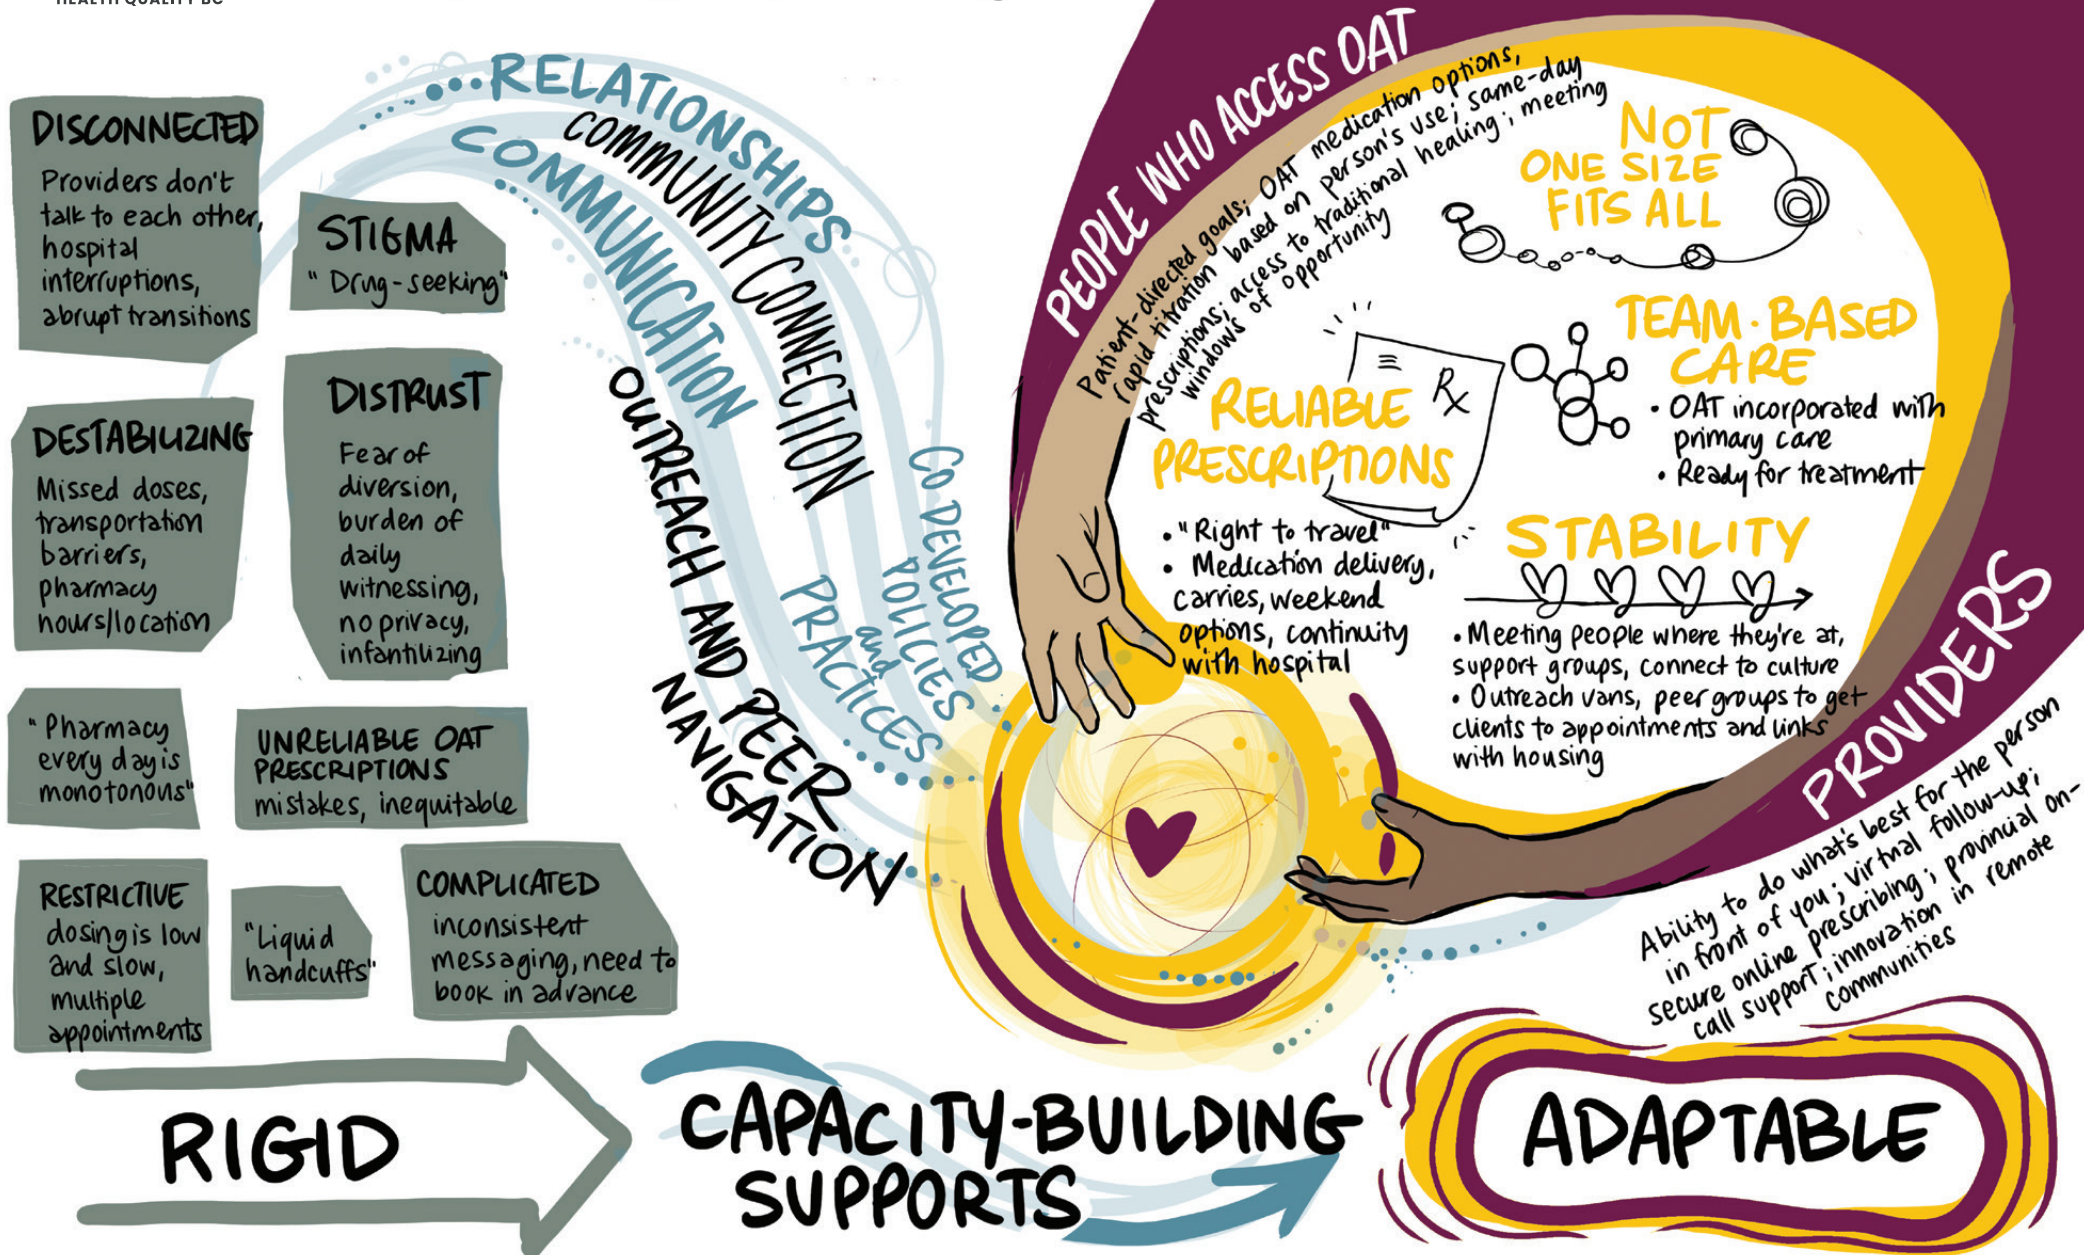 HEALTH QUALITY BC
DISCONNECTED
Providers don't
talk to each other,
hospital
interruptions,
abrupt transitions
STIGMA
"Drug-seeking"
DESTABILIZING
Missed doses,
transportation
barriers,
pharmacy
hours/location
DISTRUST
Fear of
diversion,
burden of
daily
witnessing,
no privacy,
infantilizing
"Pharmacy
every day is
monotonous"
UNRELIABLE OAT
PRESCRIPTIONS
mistakes, inequitable
RESTRICTIVE
dosing is low
and slow,
multiple
appointments
"Liquid
handcuffs"
COMPLICATED
inconsistent
messaging, need to
book in advance
RIGID
RELATIONSHIPS
COMMUNITY CONNECTION
COMMUNICATION
OUTREACH AND PEER
NAVIGATION
CO DEVELOPED
POLICIES
and
PRACTICES
CAPACITY-BUILDING
SUPPORTS
PEOPLE WHO ACCESS OAT
Patient-directed goals; OAT medication options,
rapid titration based on person's use; same-day
prescriptions; access to traditional healing; meeting
windows of opportunity
NOT
ONE SIZE
FITS ALL
TEAM-BASED
CARE
• OAT incorporated with
primary care
• Ready for treatment
Rx
RELIABLE
PRESCRIPTIONS
• "Right to travel"
• Medication delivery,
carries, weekend
options, continuity
with hospital
STABILITY
• Meeting people where they're at,
support groups, connect to culture
• Outreach vans, peer groups to get
clients to appointments and links
with housing
PROVIDERS
Ability to do what's best for the person
in front of you; virtual follow-up;
secure online prescribing; provincial on-
call support; innovation in remote
communities
ADAPTABLE